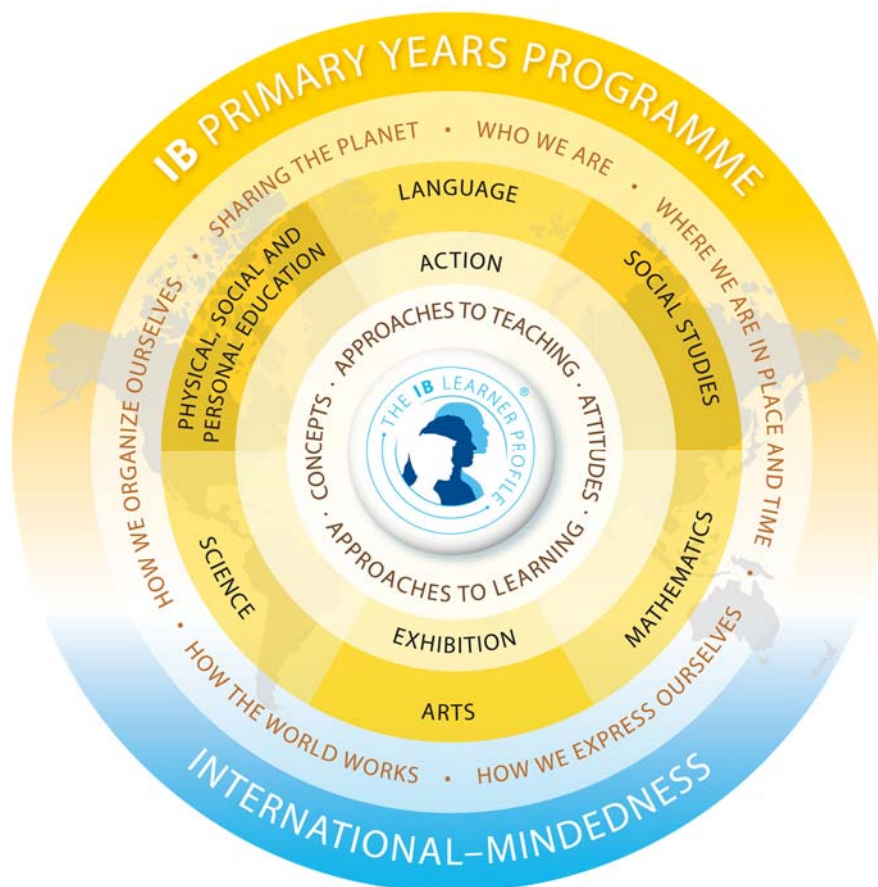 IB PRIMARY YEARS PROGRAMME
SHARING THE PLANET • WHO WE ARE • WHERE WE ARE IN PLACE AND TIME • HOW WE EXPRESS OURSELVES • HOW THE WORLD WORKS • HOW WE ORGANIZE OURSELVES •
LANGUAGE
SOCIAL STUDIES
MATHEMATICS
ARTS
SCIENCE
PHYSICAL, SOCIAL AND
PERSONAL EDUCATION
ACTION
EXHIBITION
APPROACHES TO TEACHING · ATTITUDES · APPROACHES TO LEARNING · CONCEPTS ·
THE IB LEARNER PROFILE ®
INTERNATIONAL–MINDEDNESS